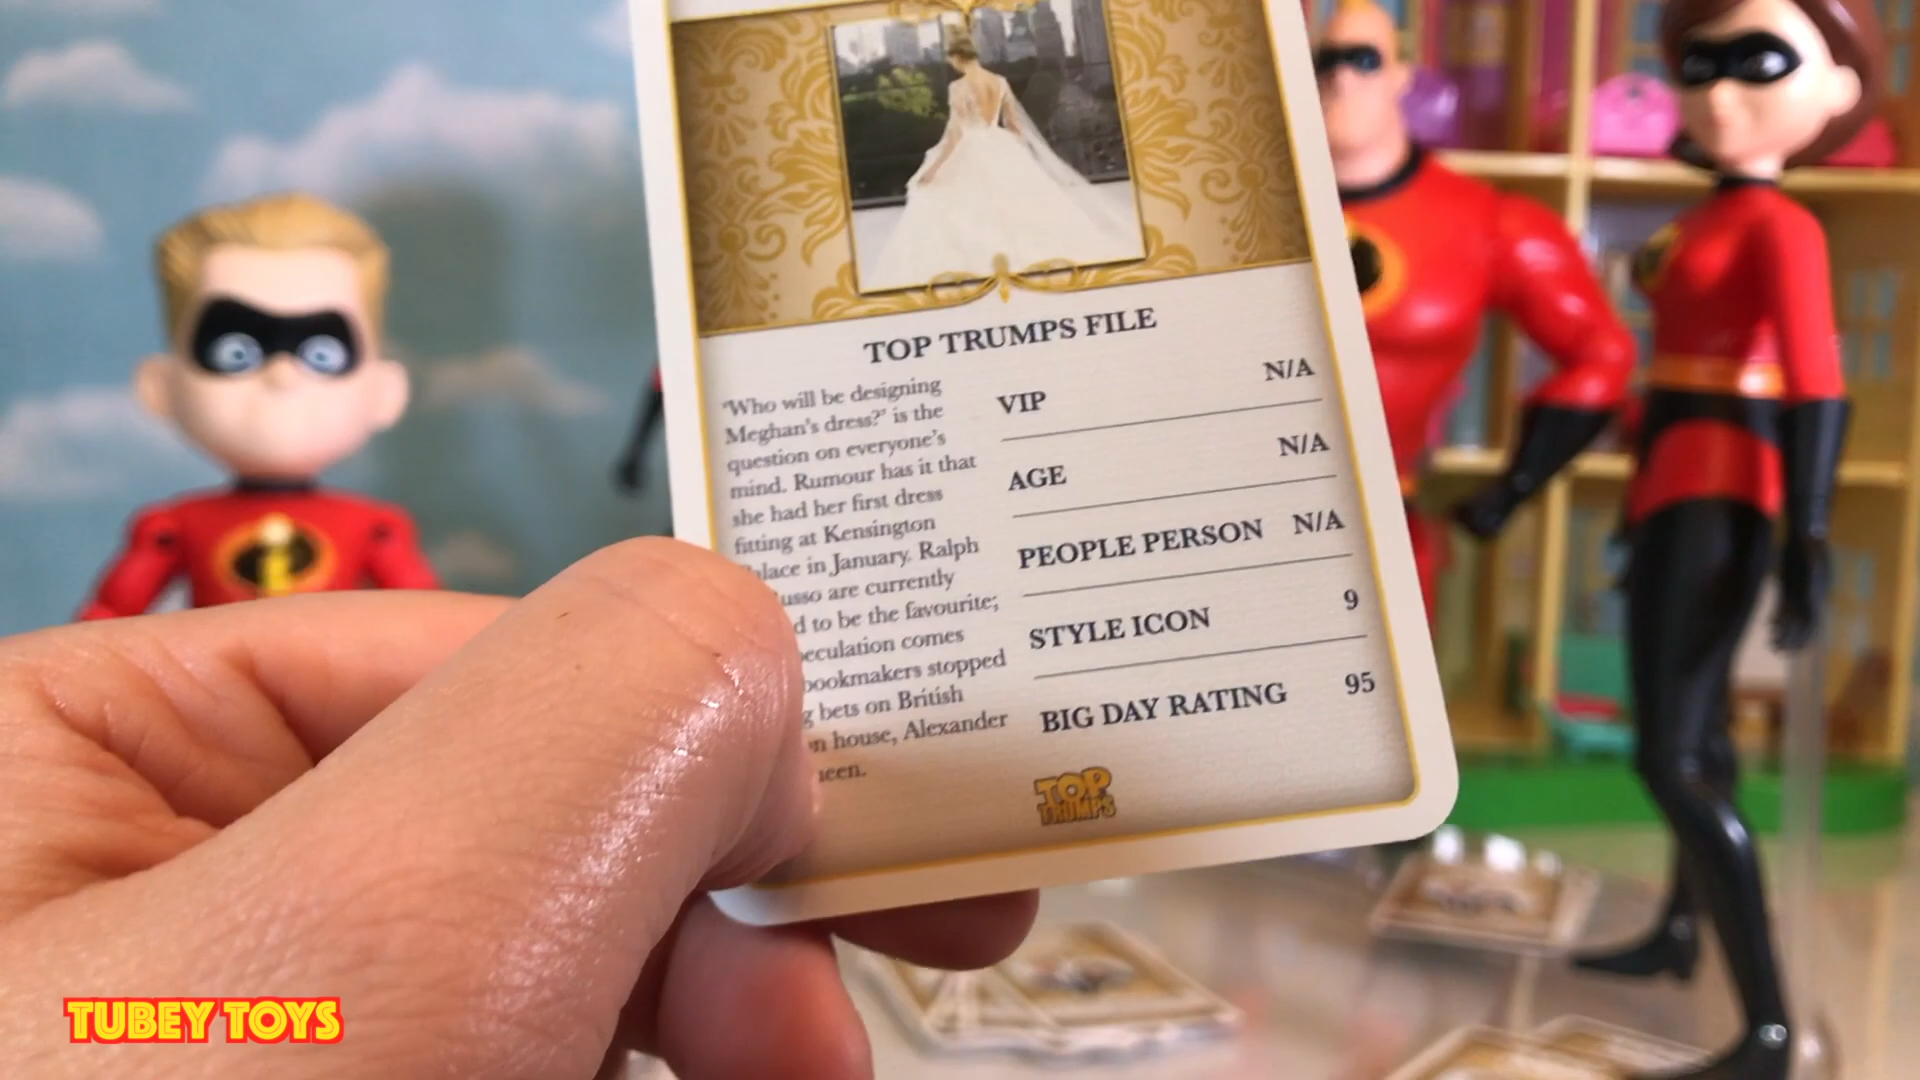 TOP TRUMPS FILE
'Who will be designing
Meghan's dress?' is the
question on everyone's
mind. Rumour has it that
she had her first dress
fitting at Kensington
in January. Ralph
are currently
to be the favourite;
comes
bookmakers stopped
bets on British
house, Alexander
VIP N/A
AGE N/A
PEOPLE PERSON N/A
STYLE ICON 9
BIG DAY RATING 95
TOP
TRUMPS
TUBEY TOYS